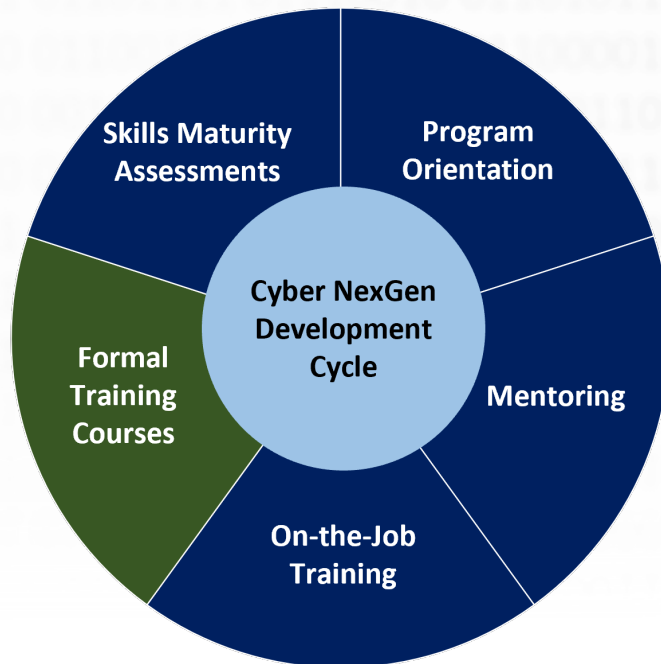 Skills Maturity
Assessments
Program
Orientation
Cyber NexGen
Development
Cycle
Formal
Training
Courses
Mentoring
On-the-Job
Training